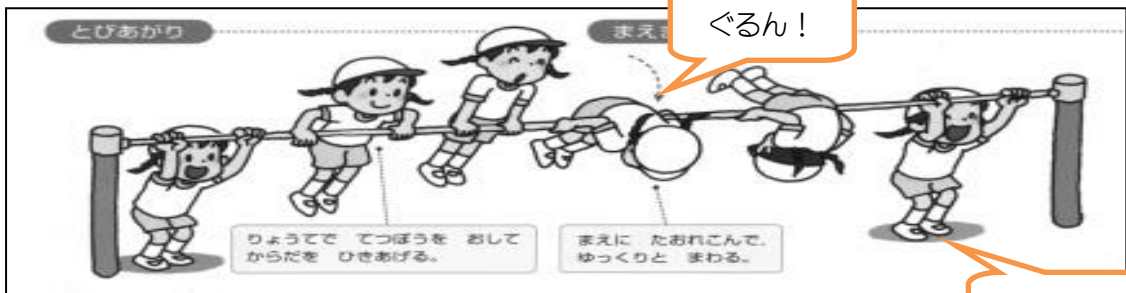 とびあがり
まえ
ぐるん！
りょうてで てつぼうを おして
からだを ひきあげる。
まえに たおれこんで、
ゆっくりと まわる。